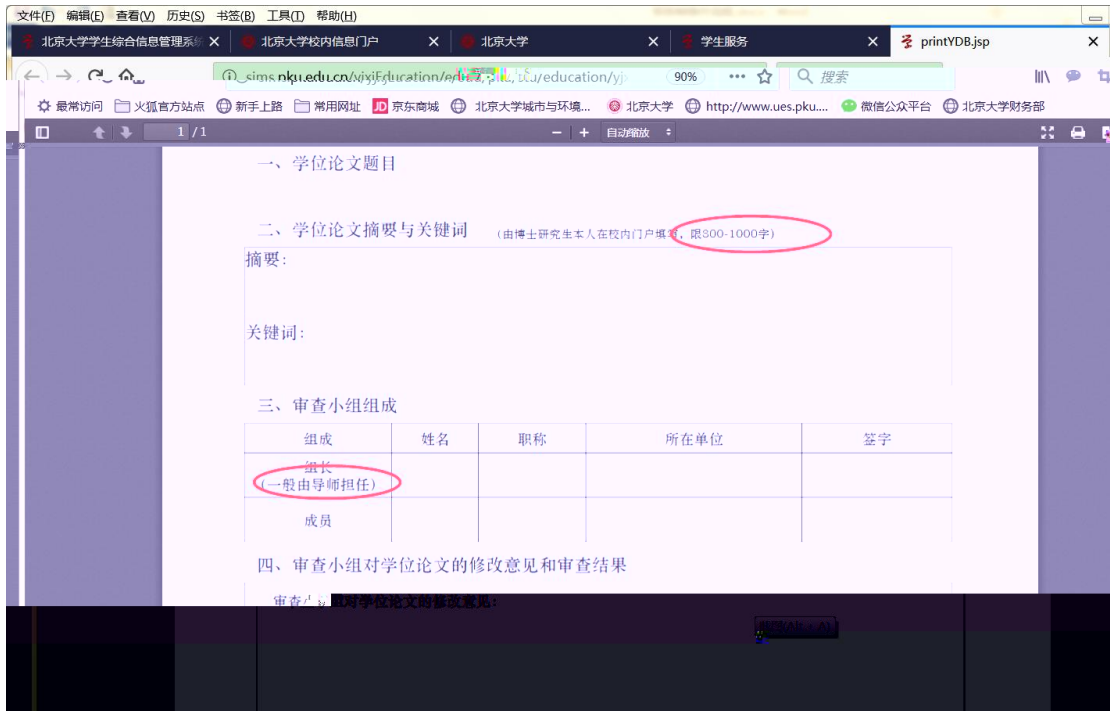 文件(F) 编辑(E) 查看(V) 历史(S) 书签(B) 工具(T) 帮助(H)
北京大学学生综合信息管理系统 北京大学校内信息门户 北京大学 学生服务 printYDB.jsp
sims.pku.edu.cn 90% 搜索
最常访问 火狐官方站点 新手上路 常用网址 JD 京东商城 北京大学城市与环境... 北京大学 http://www.ues.pku.... 微信公众平台 北京大学财务部
1 / 1 自动缩放
一、学位论文题目
二、学位论文摘要与关键词 (由博士研究生本人在校内门户填写，限800-1000字)
摘要:
关键词:
三、审查小组组成
组成 姓名 职称 所在单位 签字
组长
(一般由导师担任)
成员
四、审查小组对学位论文的修改意见和审查结果
审查小组对学位论文的修改意见: